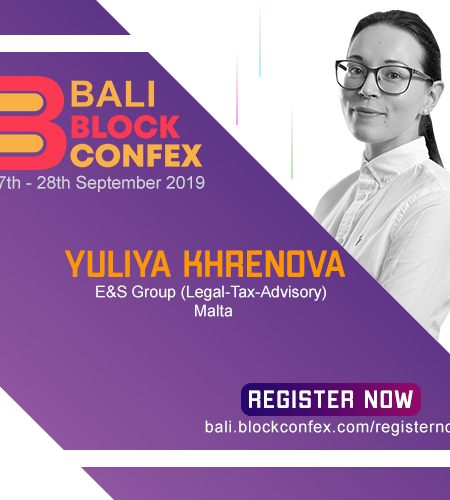 BALI
BLOCK
CONFEX
7th - 28th September 2019
YULIYA KHRENOVA
E&S Group (Legal-Tax-Advisory)
Malta
REGISTER NOW
bali.blockconfex.com/registerno